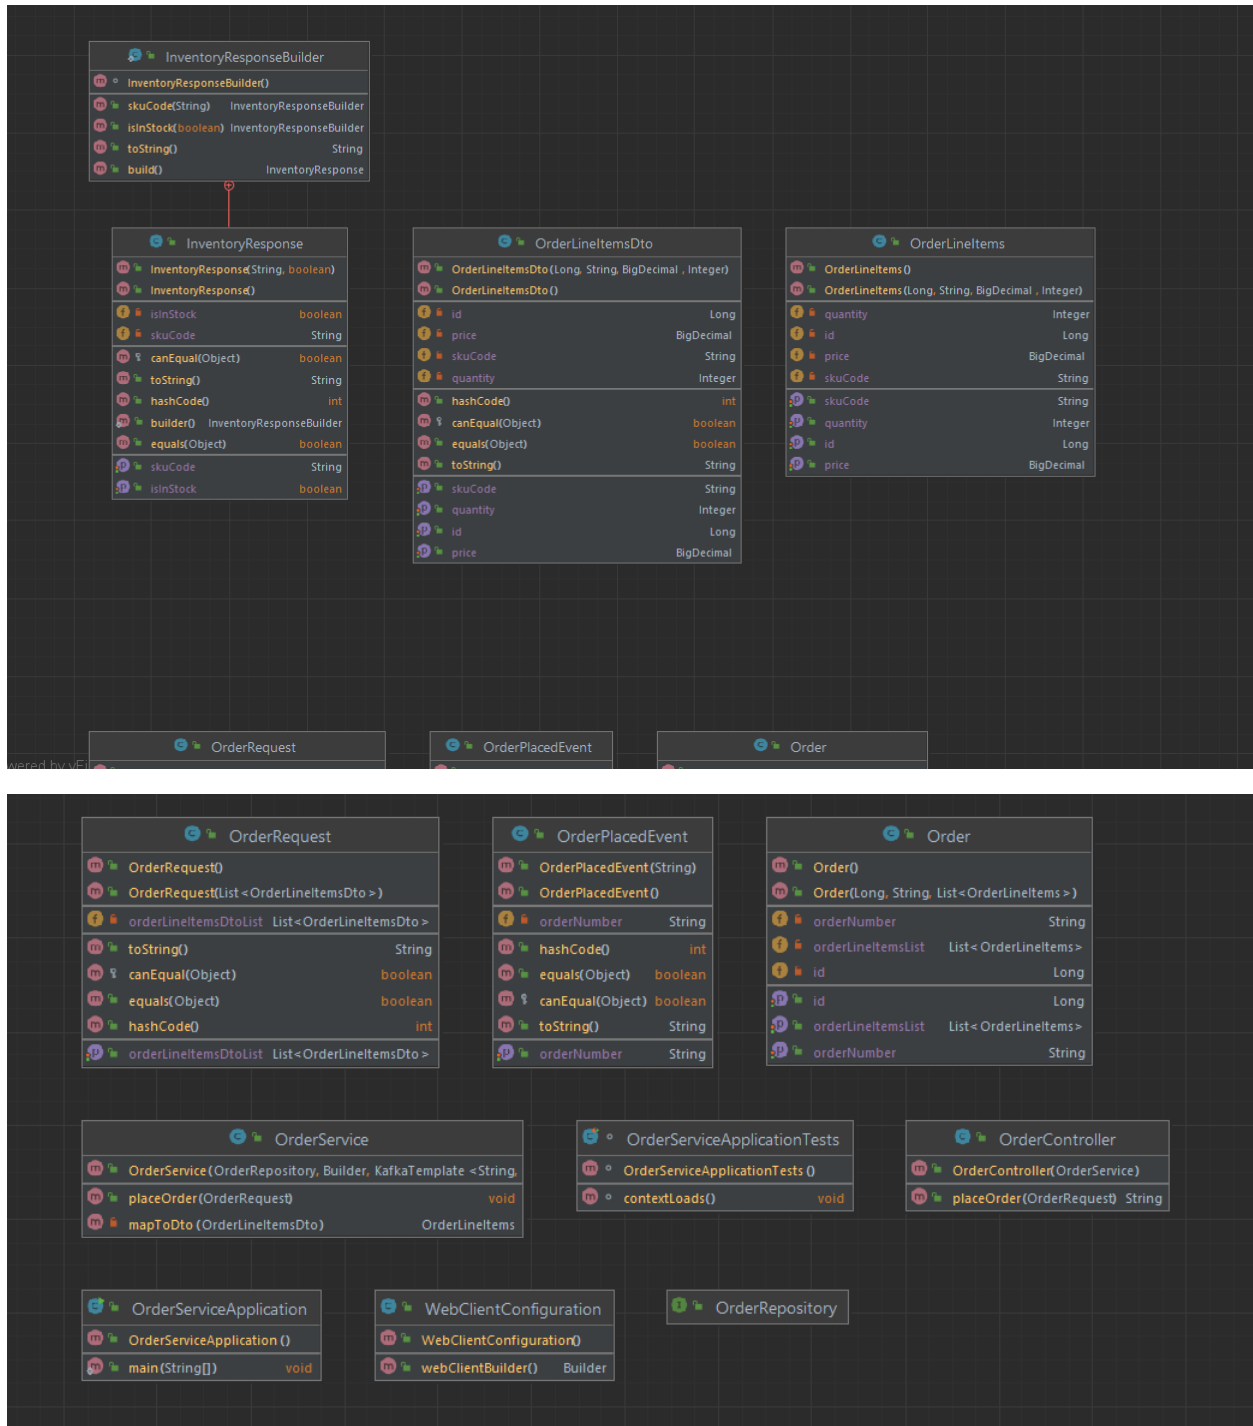 InventoryResponseBuilder
InventoryResponseBuilder()
skuCode(String) InventoryResponseBuilder
isInStock(boolean) InventoryResponseBuilder
toString() String
build() InventoryResponse
InventoryResponse
InventoryResponse(String, boolean)
InventoryResponse()
isInStock boolean
skuCode String
canEqual(Object) boolean
toString() String
hashCode() int
builder() InventoryResponseBuilder
equals(Object) boolean
skuCode String
isInStock boolean
OrderLineItemsDto
OrderLineItemsDto(Long, String, BigDecimal, Integer)
OrderLineItemsDto()
id Long
price BigDecimal
skuCode String
quantity Integer
hashCode() int
canEqual(Object) boolean
equals(Object) boolean
toString() String
skuCode String
quantity Integer
id Long
price BigDecimal
OrderLineItems
OrderLineItems()
OrderLineItems(Long, String, BigDecimal, Integer)
quantity Integer
id Long
price BigDecimal
skuCode String
skuCode String
quantity Integer
id Long
price BigDecimal
OrderRequest
OrderPlacedEvent
Order
wered by yFi
OrderRequest
OrderRequest()
OrderRequest(List<OrderLineItemsDto>)
orderLineItemsDtoList List<OrderLineItemsDto>
toString() String
canEqual(Object) boolean
equals(Object) boolean
hashCode() int
orderLineItemsDtoList List<OrderLineItemsDto>
OrderPlacedEvent
OrderPlacedEvent(String)
OrderPlacedEvent()
orderNumber String
hashCode() int
equals(Object) boolean
canEqual(Object) boolean
toString() String
orderNumber String
Order
Order()
Order(Long, String, List<OrderLineItems>)
orderNumber String
orderLineItemsList List<OrderLineItems>
id Long
id Long
orderLineItemsList List<OrderLineItems>
orderNumber String
OrderService
OrderService(OrderRepository, Builder, KafkaTemplate<String,
placeOrder(OrderRequest) void
mapToDto(OrderLineItemsDto) OrderLineItems
OrderServiceApplicationTests
OrderServiceApplicationTests()
contextLoads() void
OrderController
OrderController(OrderService)
placeOrder(OrderRequest) String
OrderServiceApplication
OrderServiceApplication()
main(String[]) void
WebClientConfiguration
WebClientConfiguration()
webClientBuilder() Builder
OrderRepository